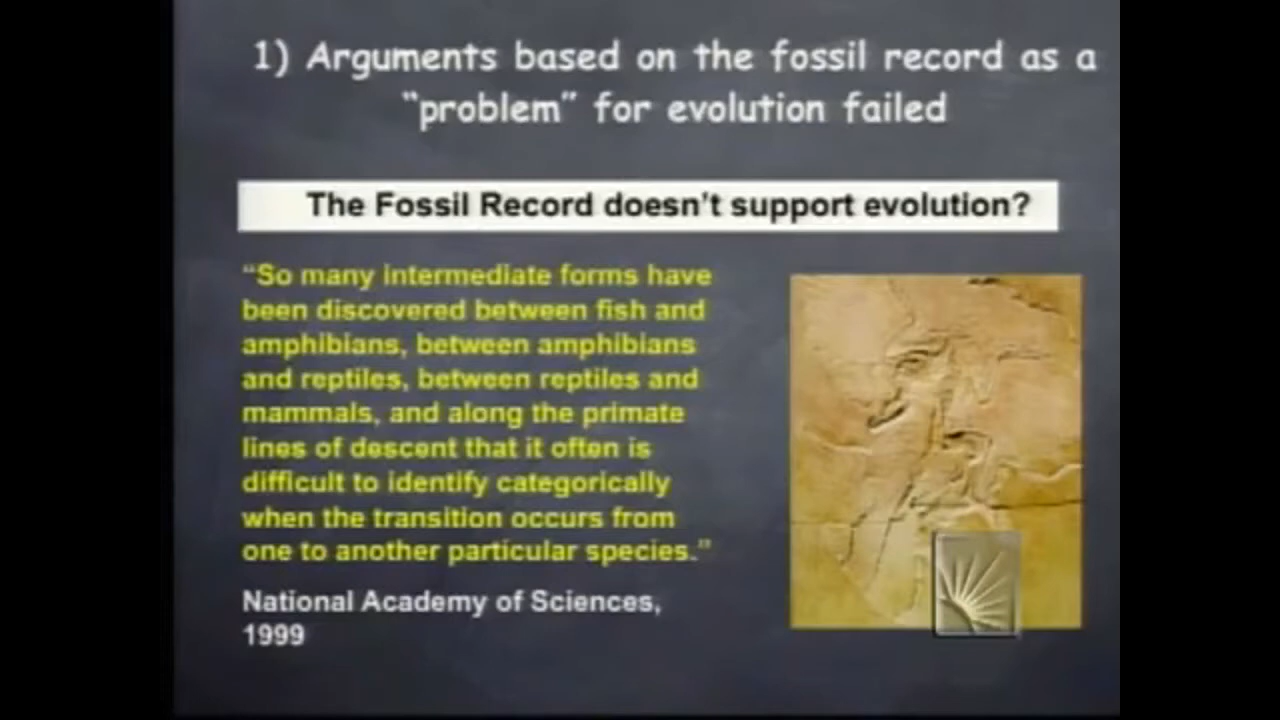 1) Arguments based on the fossil record as a
“problem” for evolution failed
The Fossil Record doesn’t support evolution?
“So many intermediate forms have
been discovered between fish and
amphibians, between amphibians
and reptiles, between reptiles and
mammals, and along the primate
lines of descent that it often is
difficult to identify categorically
when the transition occurs from
one to another particular species.”
National Academy of Sciences,
1999